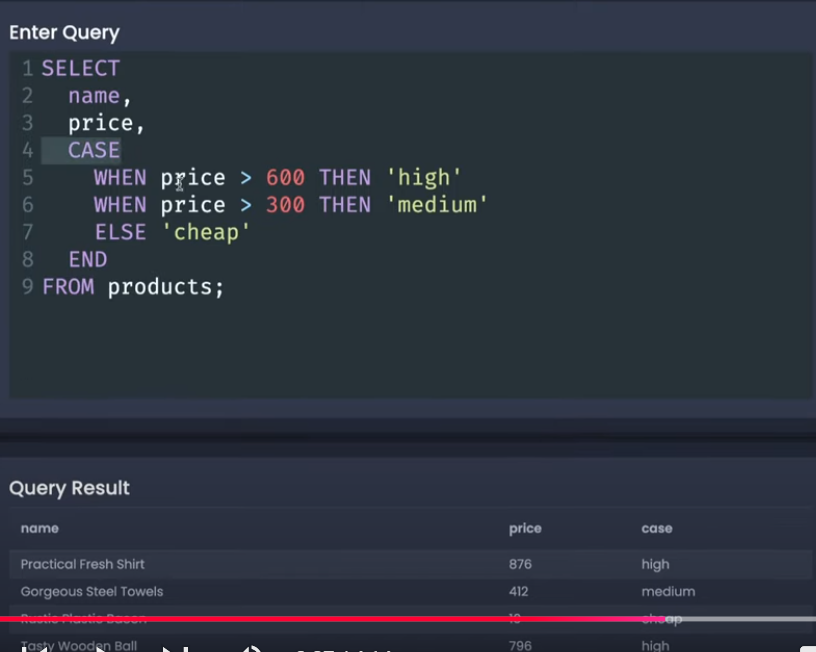 Enter Query
1 SELECT
2 name,
3 price,
4 CASE
5 WHEN price > 600 THEN 'high'
6 WHEN price > 300 THEN 'medium'
7 ELSE 'cheap'
8 END
9 FROM products;
Query Result
name price case
Practical Fresh Shirt 876 high
Gorgeous Steel Towels 412 medium
Rustic Plastic Bacon 10 cheap
Tasty Wooden Ball 796 high